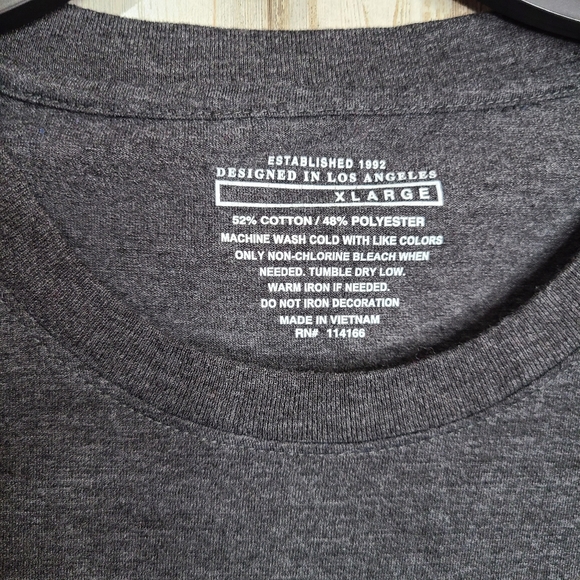 ESTABLISHED 1992
DESIGNED IN LOS ANGELES
XLARGE
52% COTTON / 48% POLYESTER
MACHINE WASH COLD WITH LIKE COLORS
ONLY NON-CHLORINE BLEACH WHEN
NEEDED. TUMBLE DRY LOW.
WARM IRON IF NEEDED.
DO NOT IRON DECORATION
MADE IN VIETNAM
RN# 114166